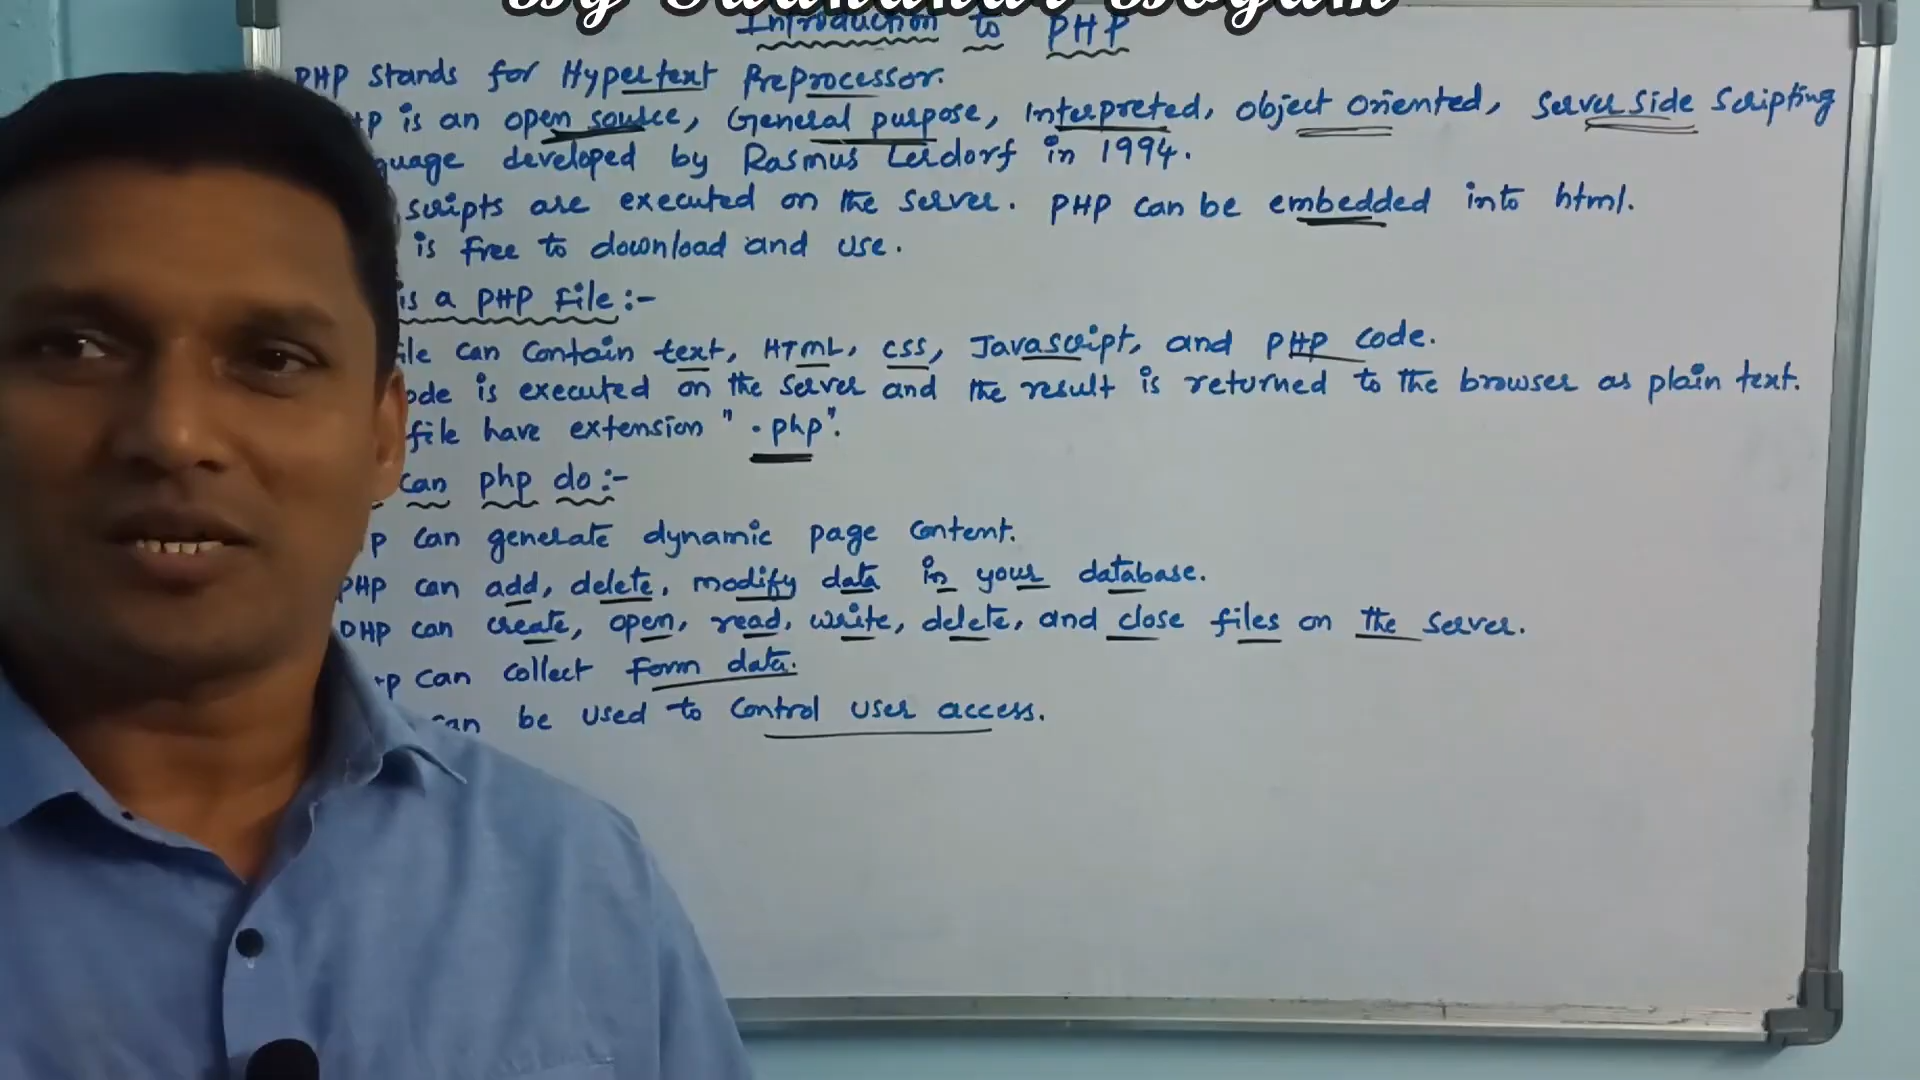 By
Introduction to PHP
PHP stands for Hypertext Preprocessor.
is an open source, General purpose, Interpreted, object oriented, Server side Scripting
developed by Rasmus Lerdorf in 1994.
scripts are executed on the server. PHP can be embedded into html.
is free to download and use.
is a PHP File:-
can contain text, HTML, CSS, Javascript, and PHP code.
is executed on the server and the result is returned to the browser as plain text.
file have extension ".php".
can php do:-
can generate dynamic page content.
PHP can add, delete, modify data in your database.
PHP can create, open, read, write, delete, and close files on the server.
can collect form data.
can be used to control user access.